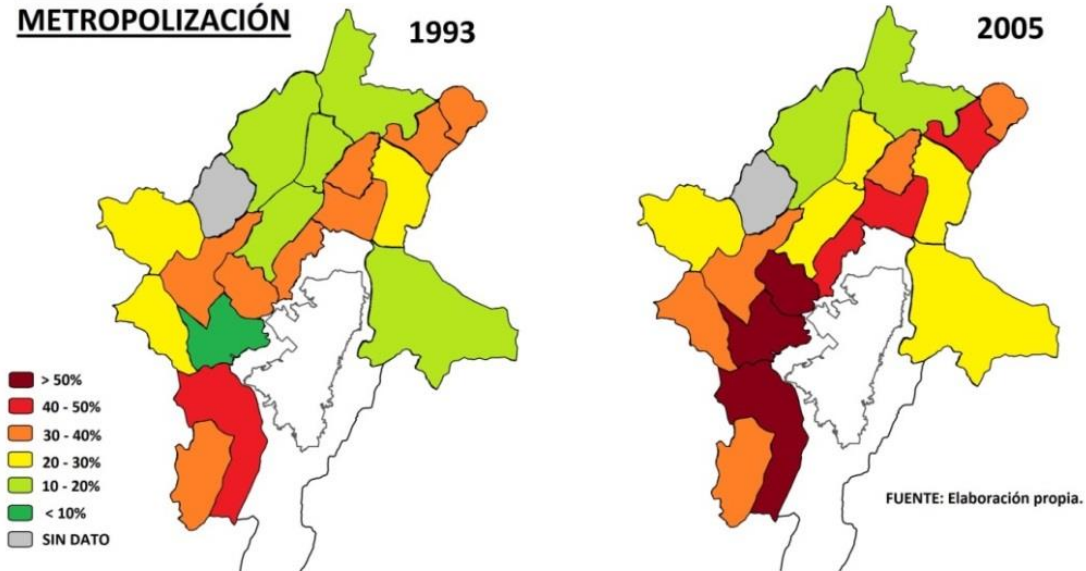 METROPOLIZACIÓN
1993
2005
> 50%
40 - 50%
30 - 40%
20 - 30%
10 - 20%
< 10%
SIN DATO
FUENTE: Elaboración propia.